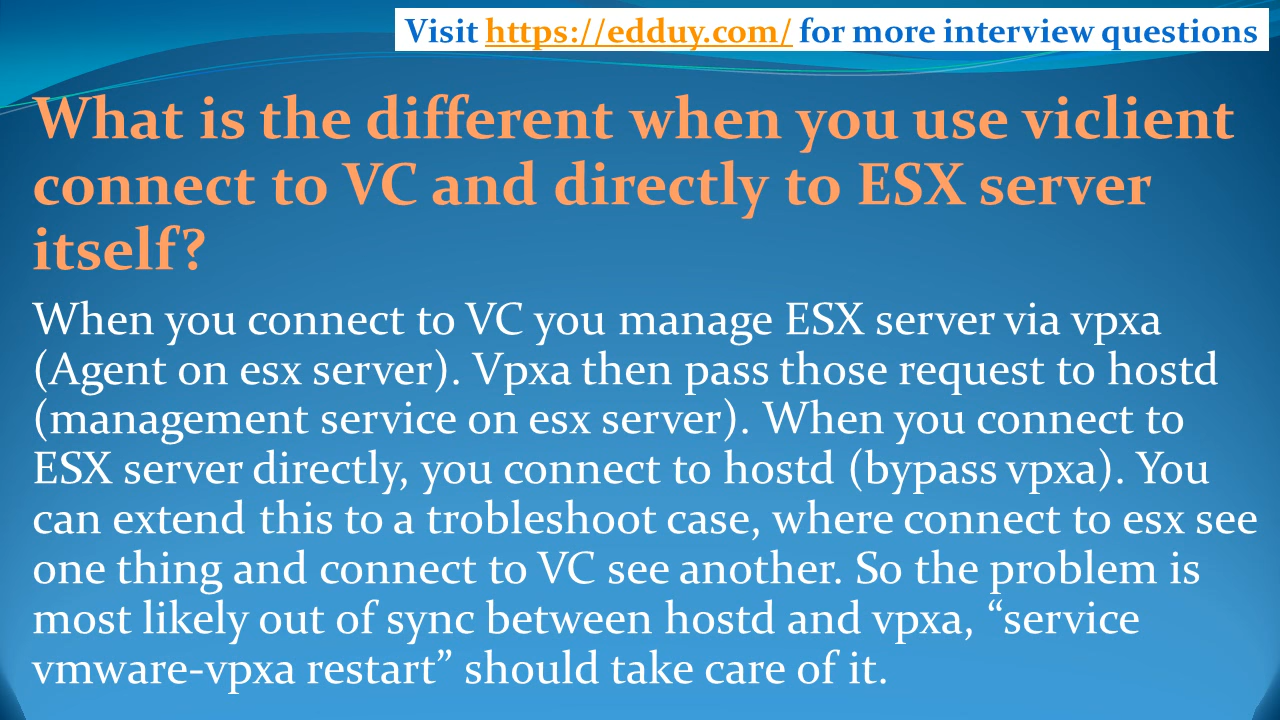 Visit https://edduy.com/ for more interview questions
What is the different when you use viclient
connect to VC and directly to ESX server
itself?
When you connect to VC you manage ESX server via vpxa
(Agent on esx server). Vpxa then pass those request to hostd
(management service on esx server). When you connect to
ESX server directly, you connect to hostd (bypass vpxa). You
can extend this to a trobleshoot case, where connect to esx see
one thing and connect to VC see another. So the problem is
most likely out of sync between hostd and vpxa, “service
vmware-vpxa restart” should take care of it.